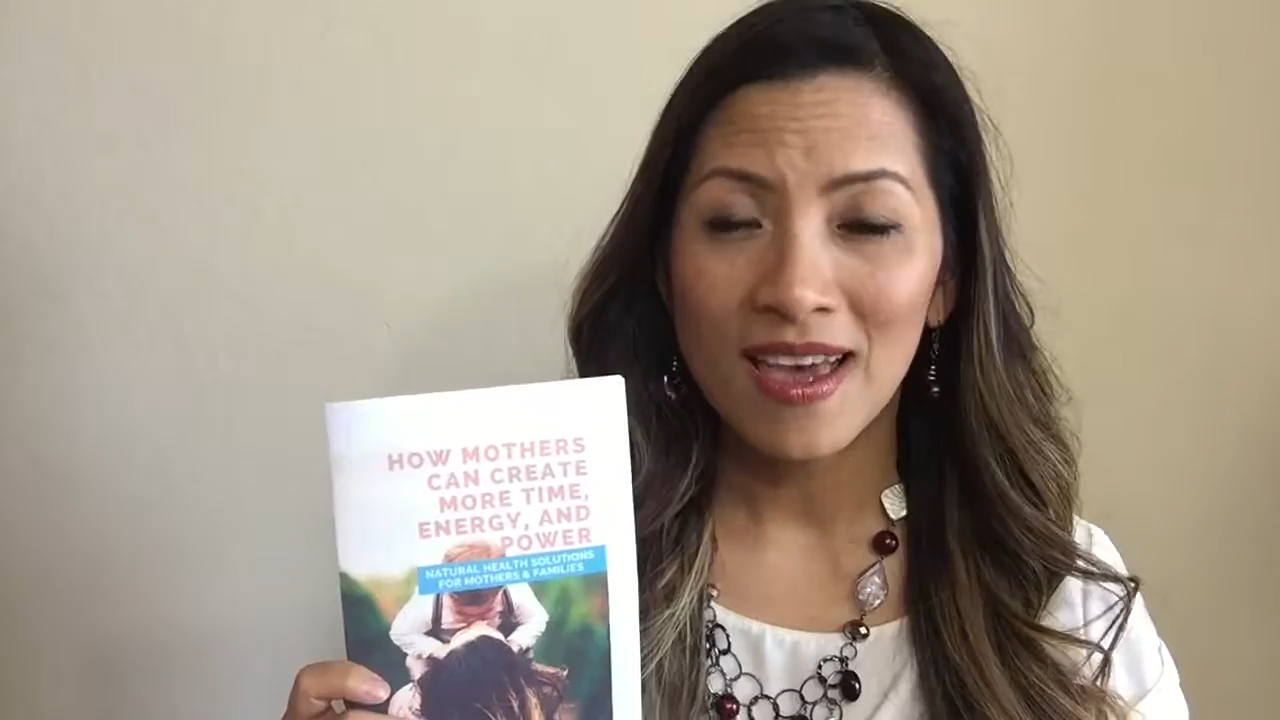 HOW MOTHERS
CAN CREATE
MORE TIME,
ENERGY, AND
POWER
NATURAL HEALTH SOLUTIONS
FOR MOTHERS & FAMILIES